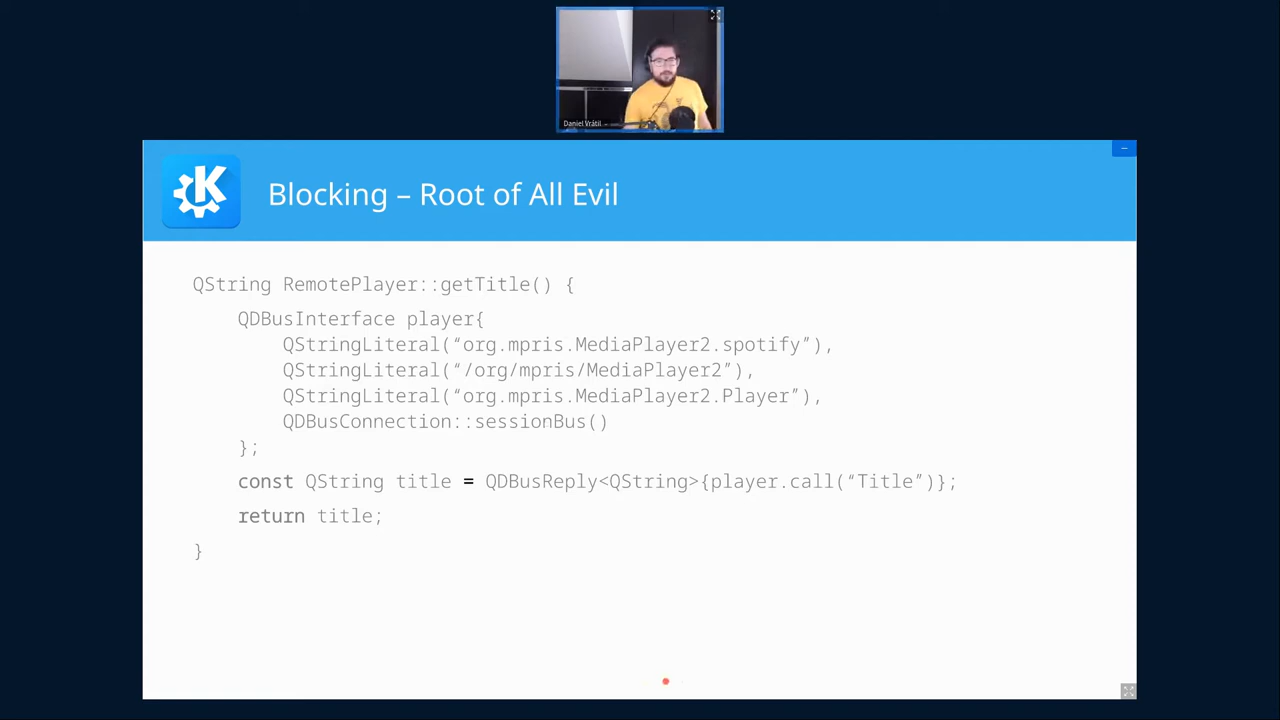 Daniel Vrátil
Blocking – Root of All Evil
QString RemotePlayer::getTitle() {
QDBusInterface player{
QStringLiteral(“org.mpris.MediaPlayer2.spotify”),
QStringLiteral(“/org/mpris/MediaPlayer2”),
QStringLiteral(“org.mpris.MediaPlayer2.Player”),
QDBusConnection::sessionBus()
};
const QString title = QDBusReply<QString>{player.call(“Title”)};
return title;
}